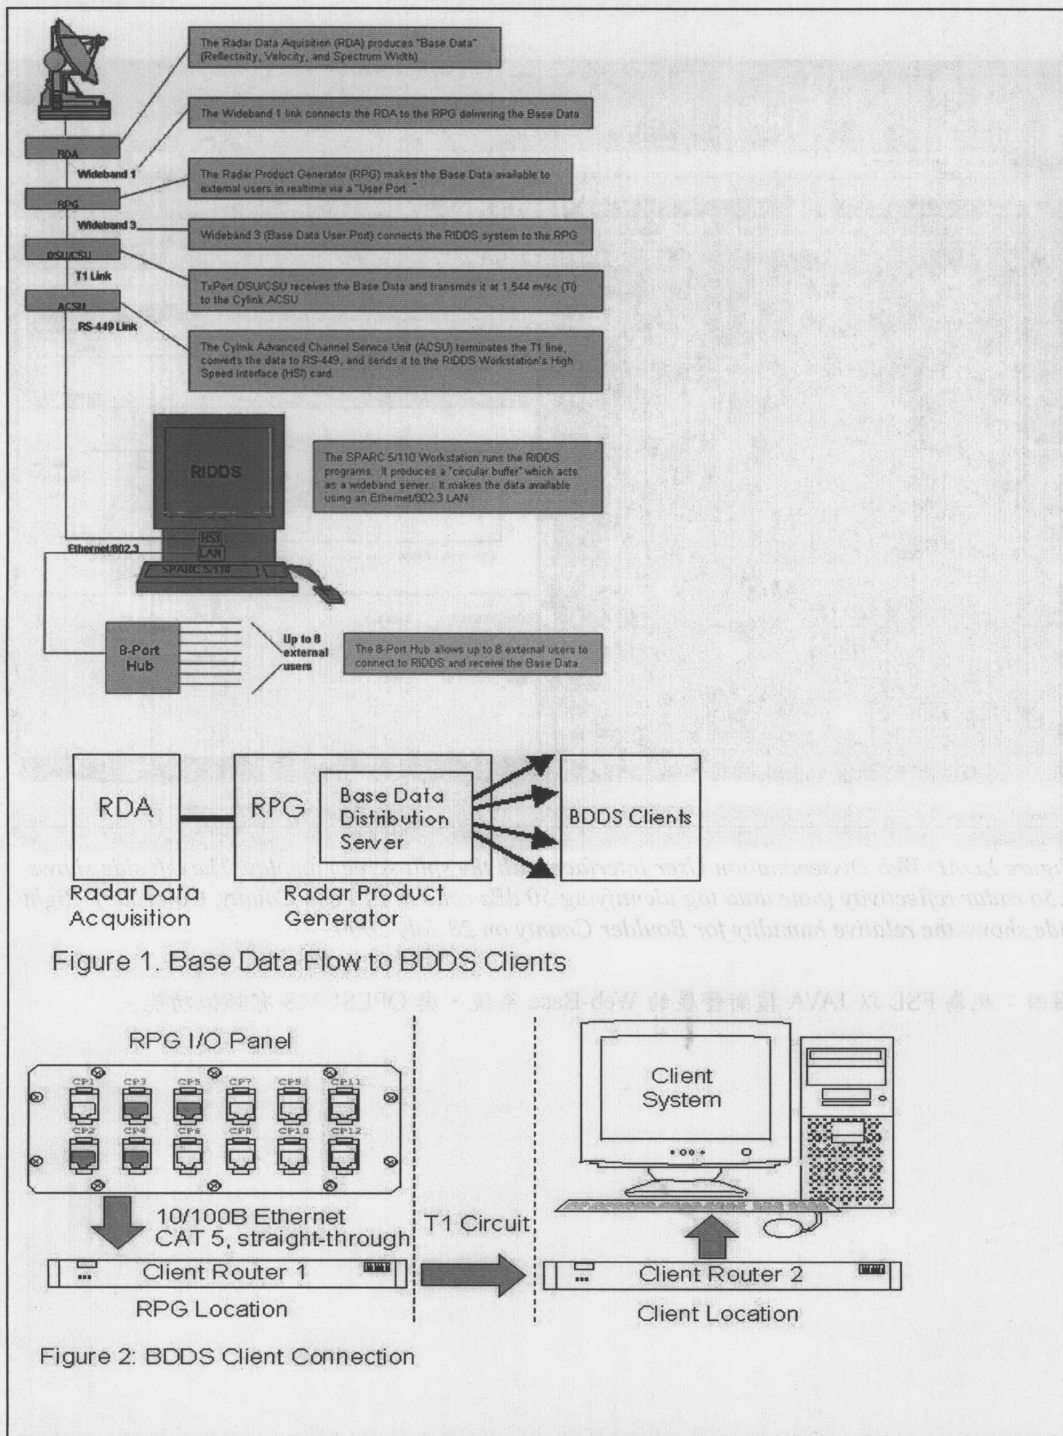 The Radar Data Aquisition (RDA) produces "Base Data"
(Reflectivity, Velocity, and Spectrum Width)
The Wideband 1 link connects the RDA to the RPG delivering the Base Data
RDA
Wideband 1
The Radar Product Generator (RPG) makes the Base Data available to
external users in realtime via a "User Port "
RPG
Wideband 3
Wideband 3 (Base Data User Port) connects the RIDDS system to the RPG
DSU/CSU
T1 Link
TxPort DSU/CSU receives the Base Data and transmits it at 1.544 m/sc (TI)
to the Cylink ACSU
ACSU
RS-449 Link
The Cylink Advanced Channel Service Unit (ACSU) terminates the T1 line,
converts the data to RS-449, and sends it to the RIDDS Workstation's High
Speed Interface (HSI) card.
RIDDS
The SPARC 5/110 Workstation runs the RIDDS
programs. It produces a "circular buffer" which acts
as a wideband server. It makes the data available
using an Ethernet/802.3 LAN
HSI
Ethernet/802.3
LAN
SPARC 5/110
8-Port
Hub
Up to 8
external
users
The 8-Port Hub allows up to 8 external users to
connect to RIDDS and receive the Base Data
RDA
RPG
Base Data
Distribution
Server
BDDS Clients
Radar Data
Acquisition
Radar Product
Generator
Figure 1. Base Data Flow to BDDS Clients
RPG I/O Panel
CP1 CP3 CP5 CP7 CP9 CP11
CP2 CP4 CP6 CP8 CP10 CP12
Client
System
10/100B Ethernet
CAT 5, straight-through
T1 Circuit
Client Router 1
Client Router 2
RPG Location
Client Location
Figure 2: BDDS Client Connection